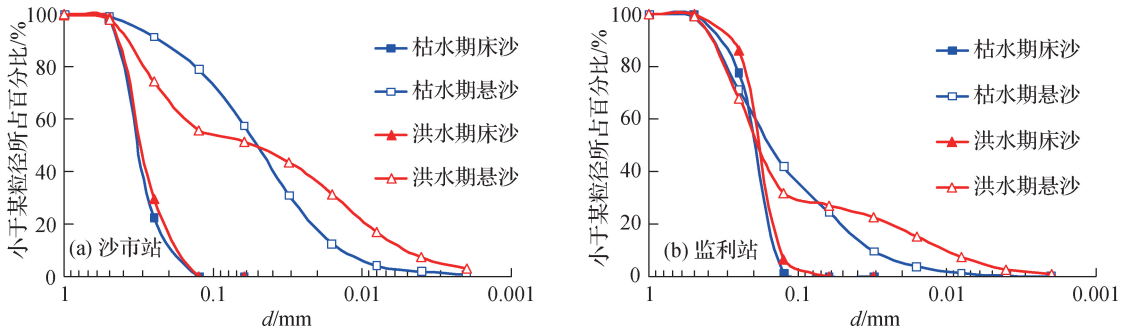 小于某粒径所占百分比/%
100
80
60
40
20
0
1
0.1
0.01
0.001
d/mm
枯水期床沙
枯水期悬沙
洪水期床沙
洪水期悬沙
(a) 沙市站
小于某粒径所占百分比/%
100
80
60
40
20
0
1
0.1
0.01
0.001
d/mm
枯水期床沙
枯水期悬沙
洪水期床沙
洪水期悬沙
(b) 监利站